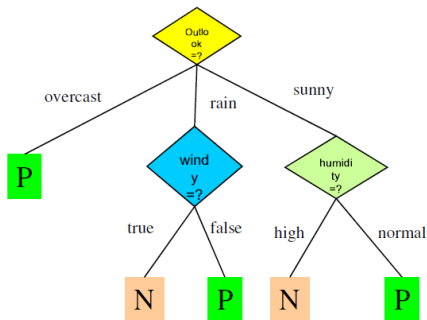 Outlo
ok
=?
overcast
rain
sunny
P
wind
y
=?
humidi
ty
=?
true
false
high
normal
N
P
N
P